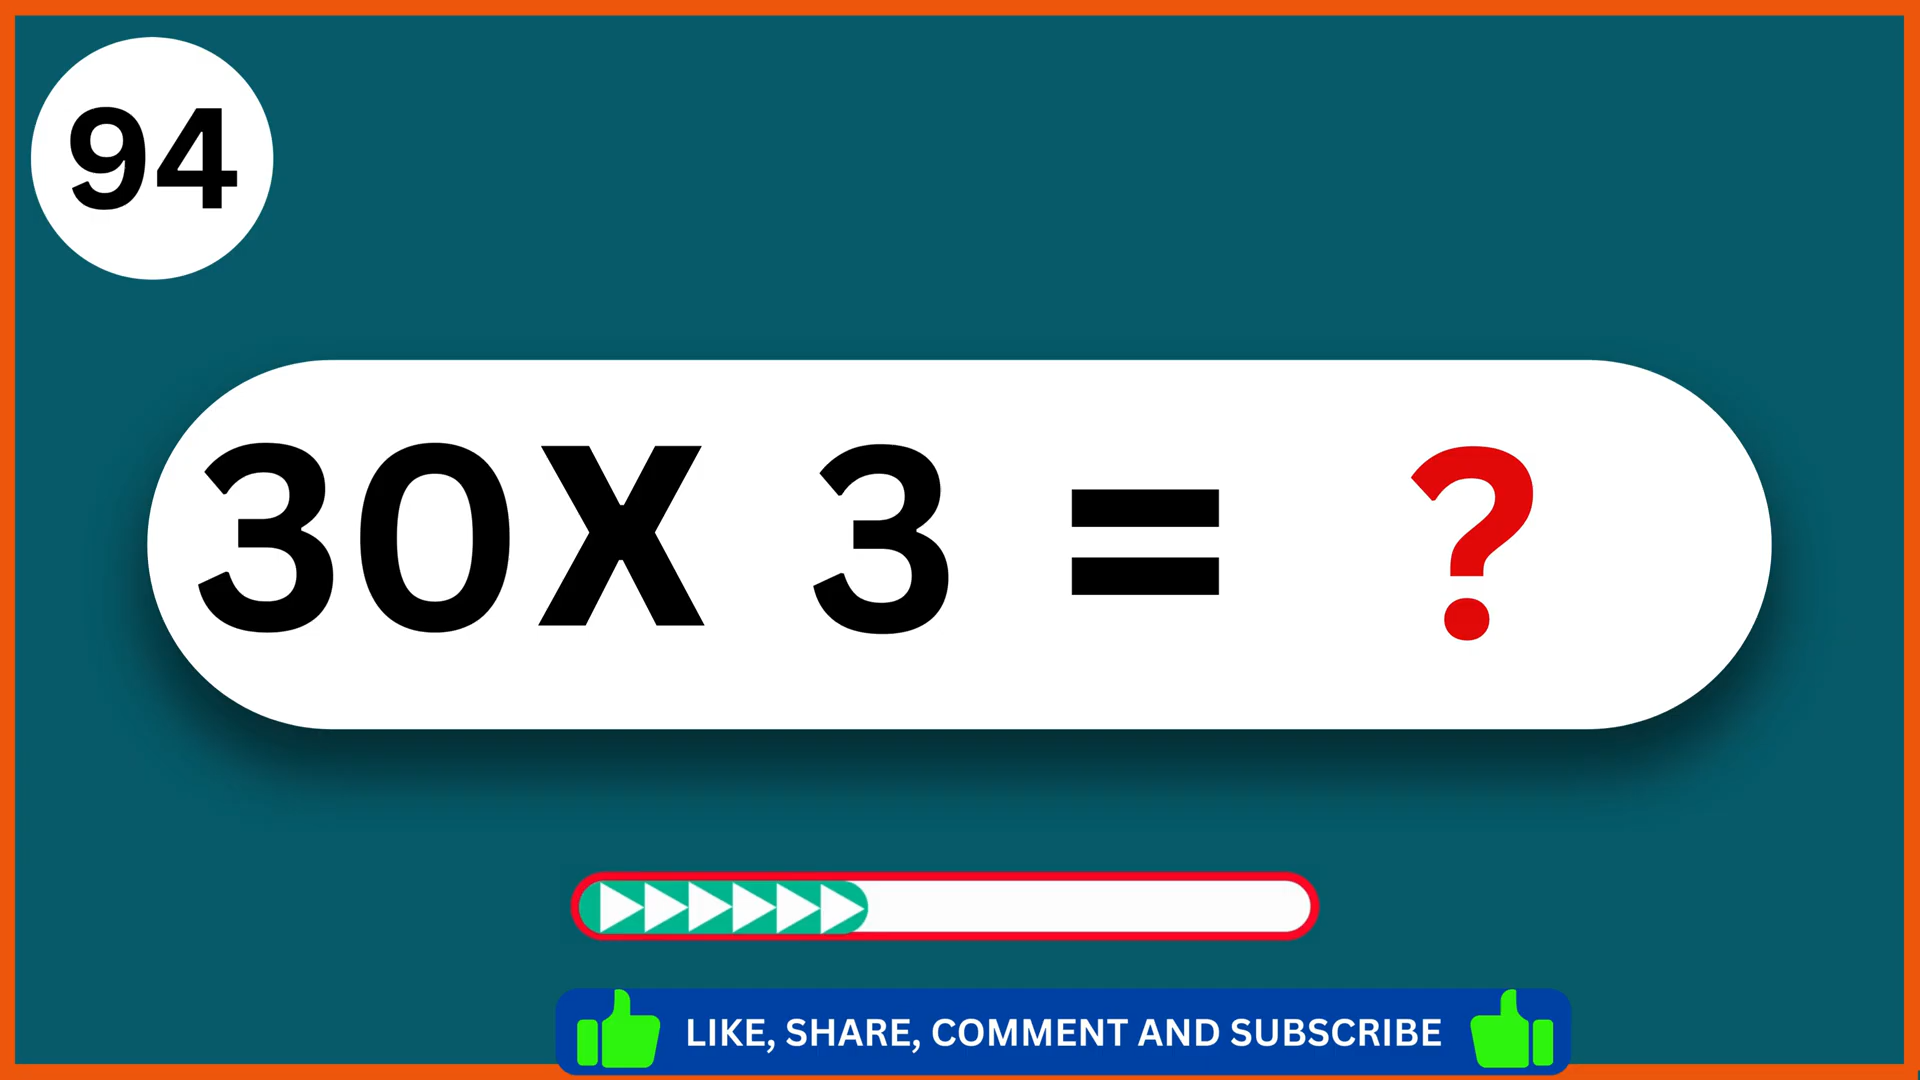 94
30X 3 = ?
LIKE, SHARE, COMMENT AND SUBSCRIBE